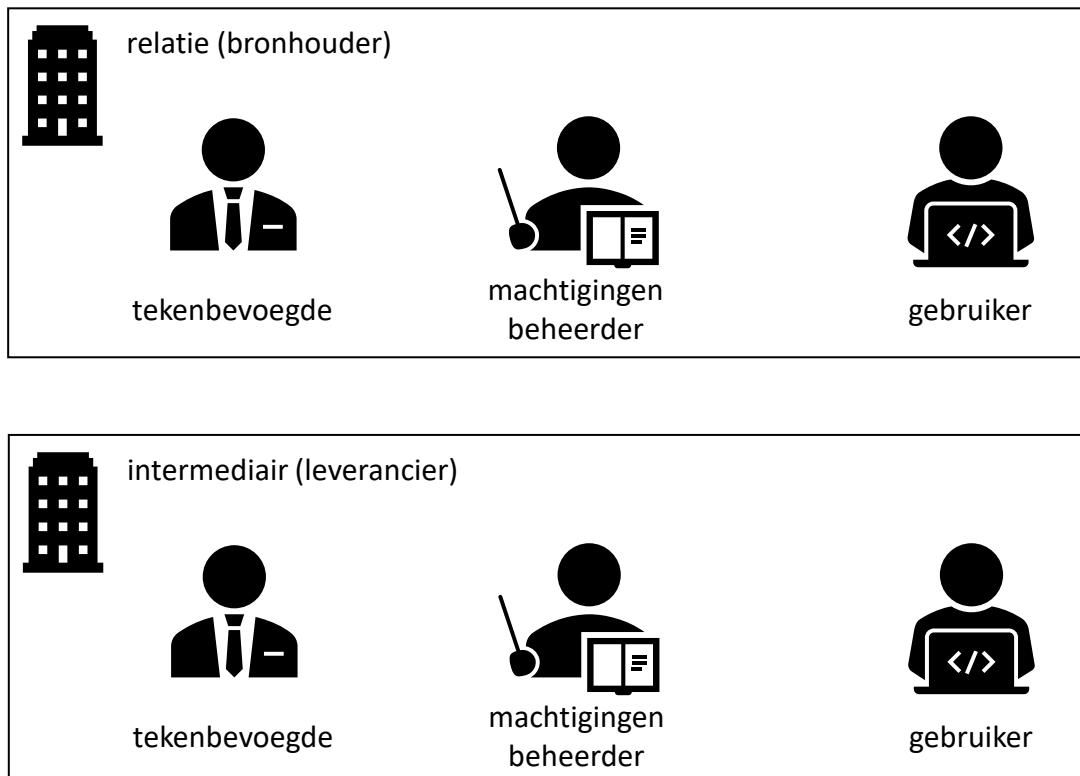 relatie (bronhouder)
tekenbevoegde
machtigingen
beheerder
gebruiker
</>
intermediair (leverancier)
tekenbevoegde
machtigingen
beheerder
gebruiker
</>